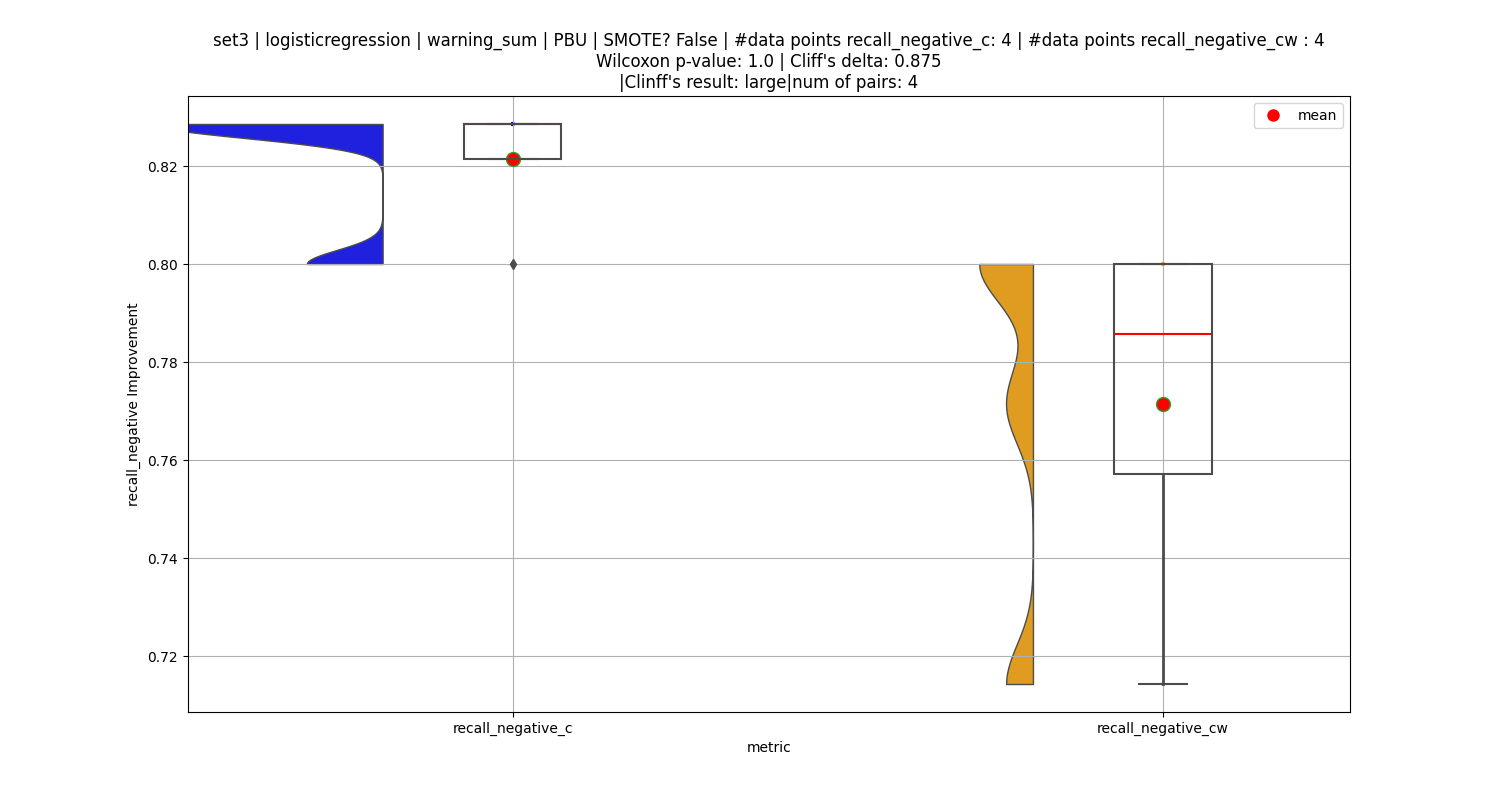 set3 | logisticregression | warning_sum | PBU | SMOTE? False | #data points recall_negative_c: 4 | #data points recall_negative_cw : 4
Wilcoxon p-value: 1.0 | Cliff's delta: 0.875
|Clinff's result: large|num of pairs: 4
mean
0.82
0.80
0.78
0.76
0.74
0.72
recall_negative Improvement
recall_negative_c
recall_negative_cw
metric